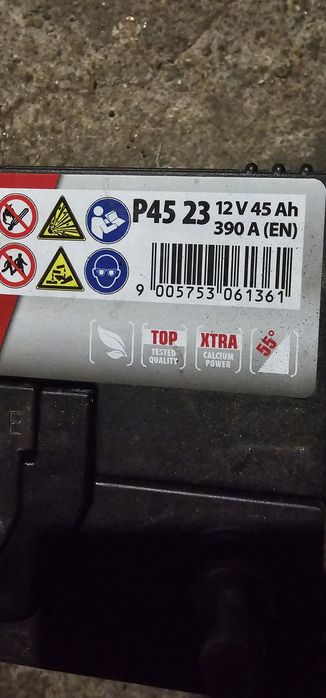 P45 23 12 V 45 Ah
390 A (EN)
9 005753 061361
TOP
TESTED
QUALITY
XTRA
CALCIUM
POWER
55°
E